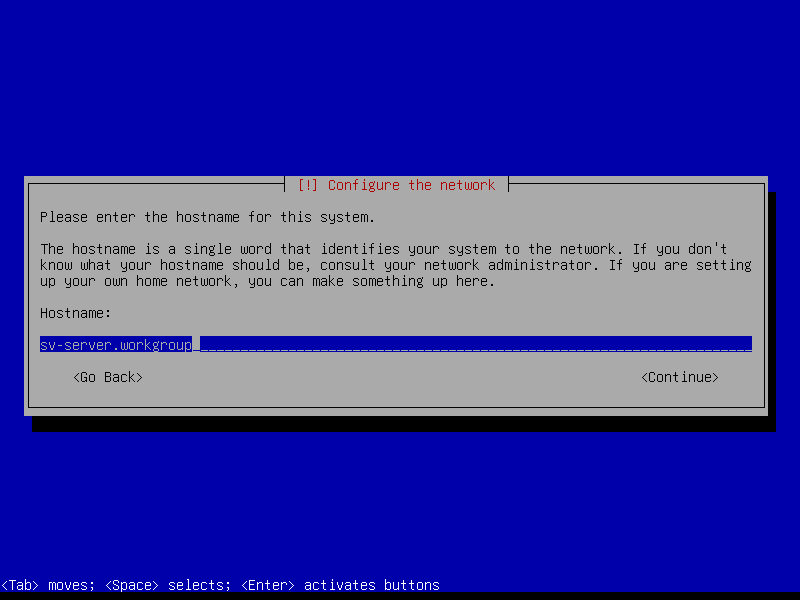 [!] Configure the network
Please enter the hostname for this system.
The hostname is a single word that identifies your system to the network. If you don't
know what your hostname should be, consult your network administrator. If you are setting
up your own home network, you can make something up here.
Hostname:
sv-server.workgroup
<Go Back> <Continue>
<Tab> moves; <Space> selects; <Enter> activates buttons